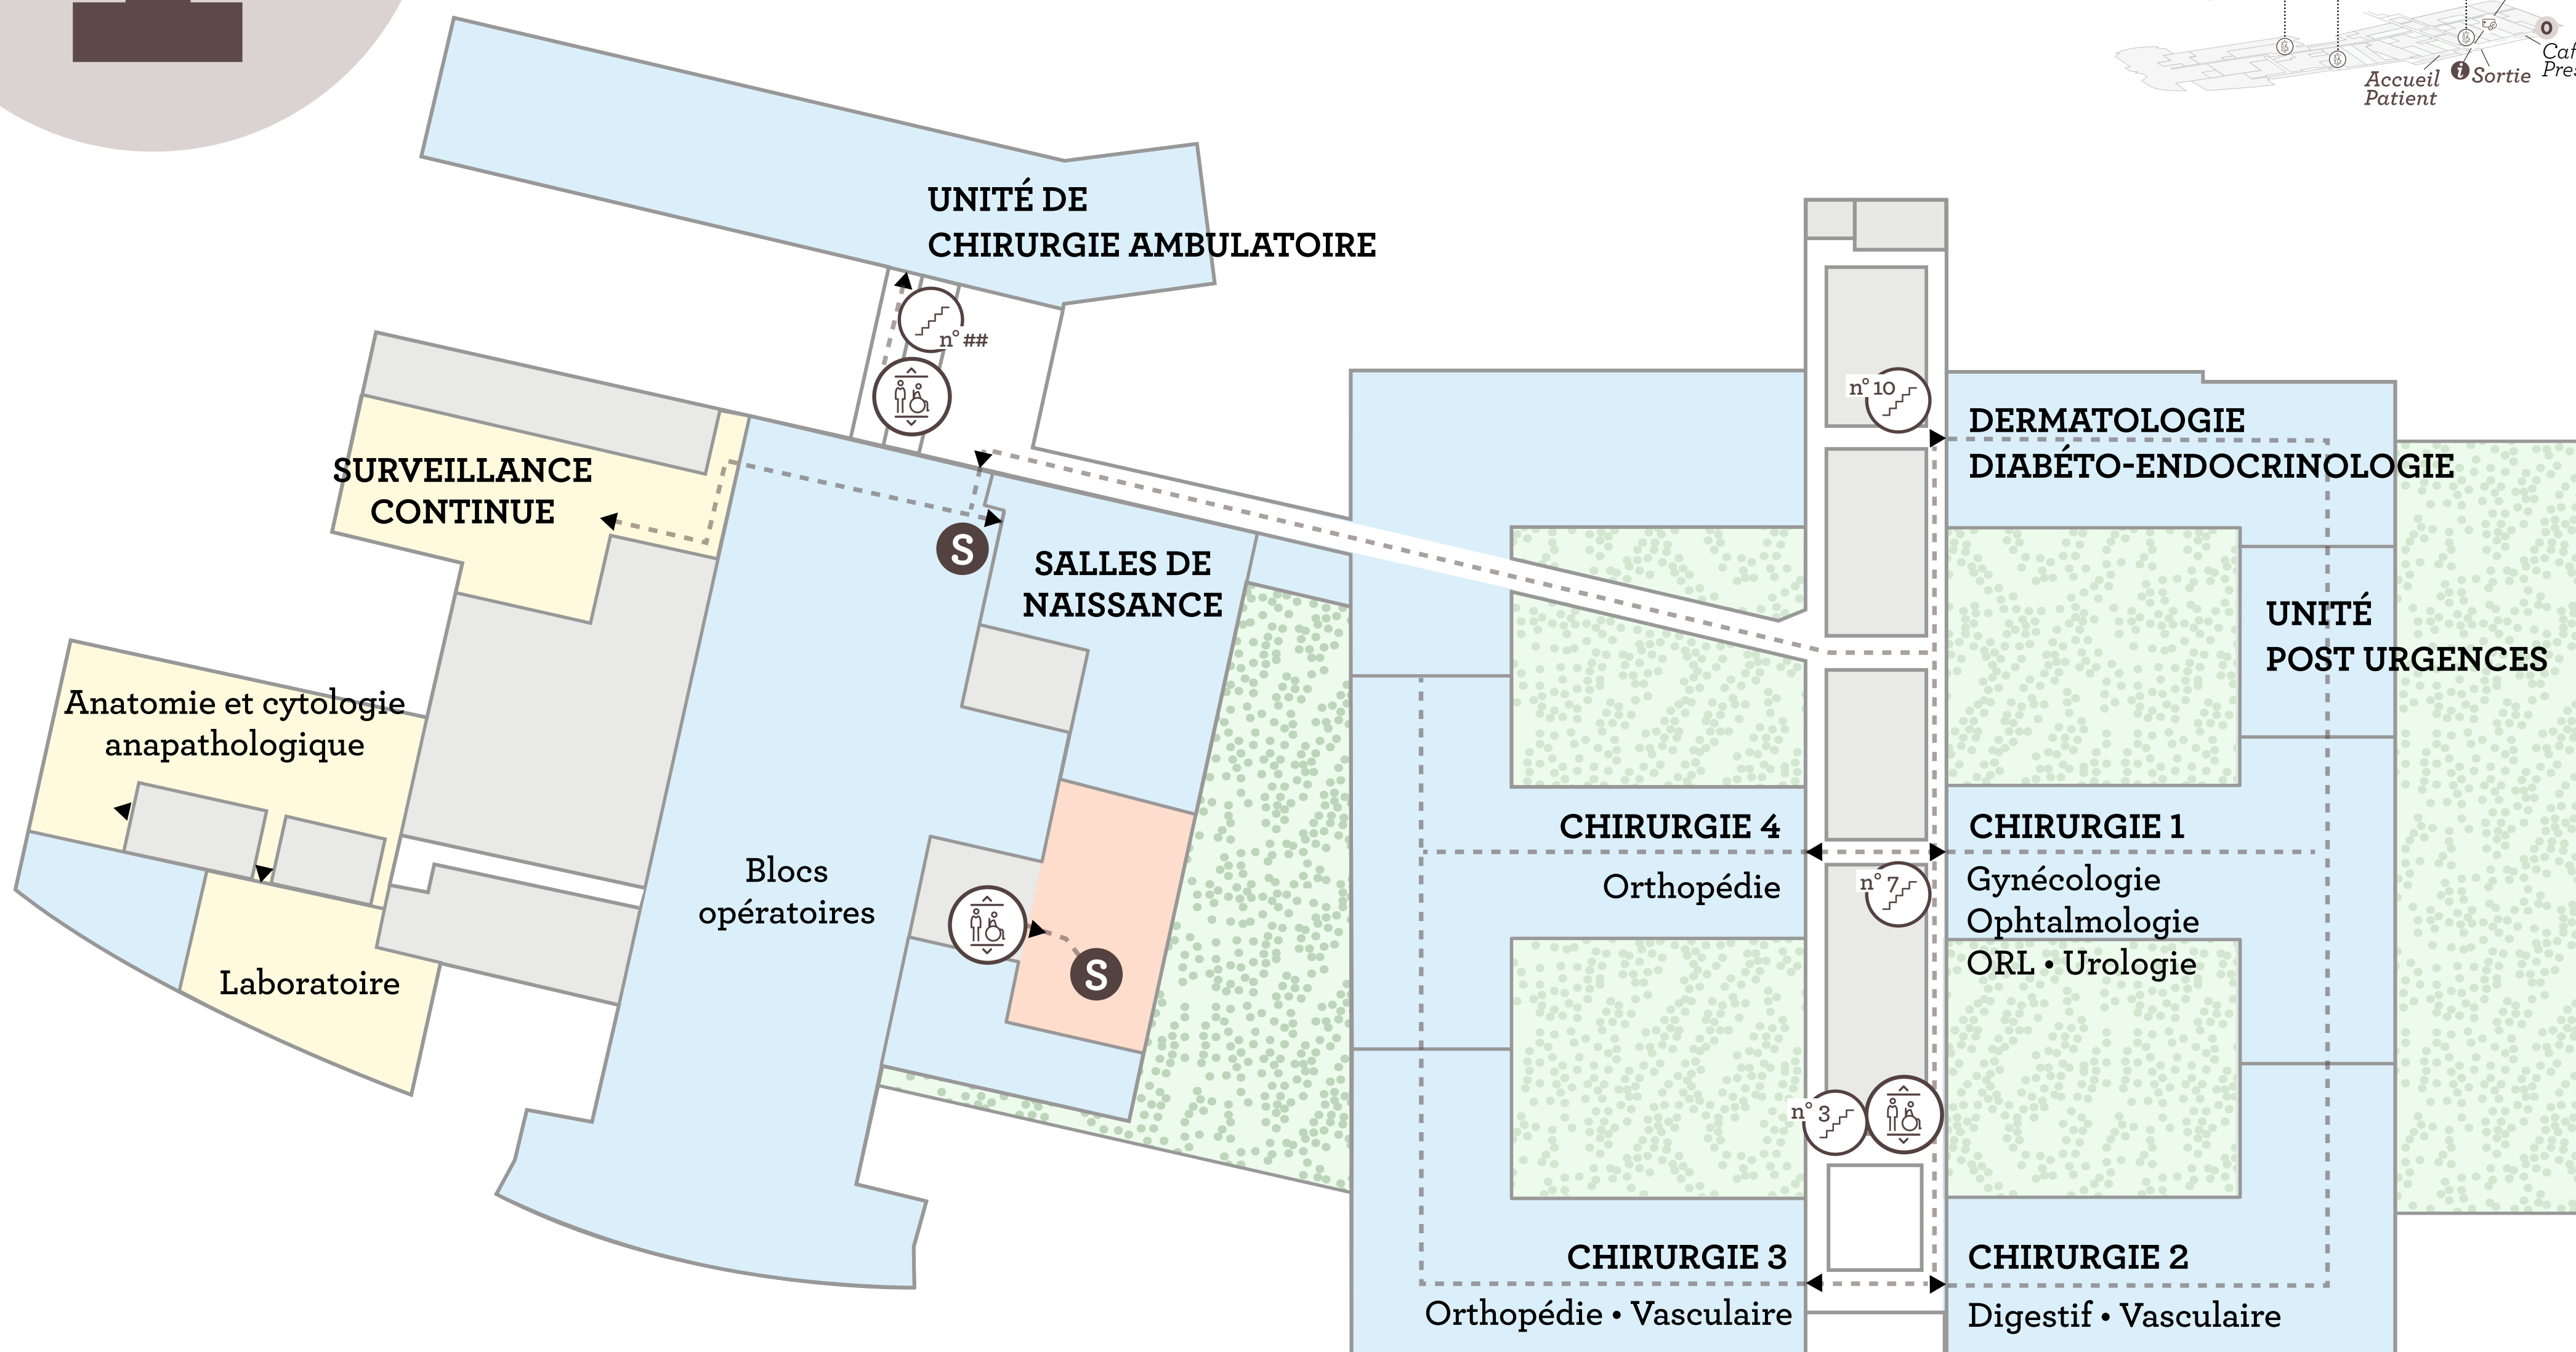 0
Accueil
Patient
i
Sortie
UNITÉ DE
CHIRURGIE AMBULATOIRE
n° ##
SURVEILLANCE
CONTINUE
S
SALLES DE
NAISSANCE
n° 10
DERMATOLOGIE
DIABÉTO-ENDOCRINOLOGIE
UNITÉ
POST URGENCES
Anatomie et cytologie
anapathologique
Laboratoire
Blocs
opératoires
S
CHIRURGIE 4
Orthopédie
CHIRURGIE 1
n° 7
Gynécologie
Ophtalmologie
ORL • Urologie
n° 3
CHIRURGIE 3
Orthopédie • Vasculaire
CHIRURGIE 2
Digestif • Vasculaire